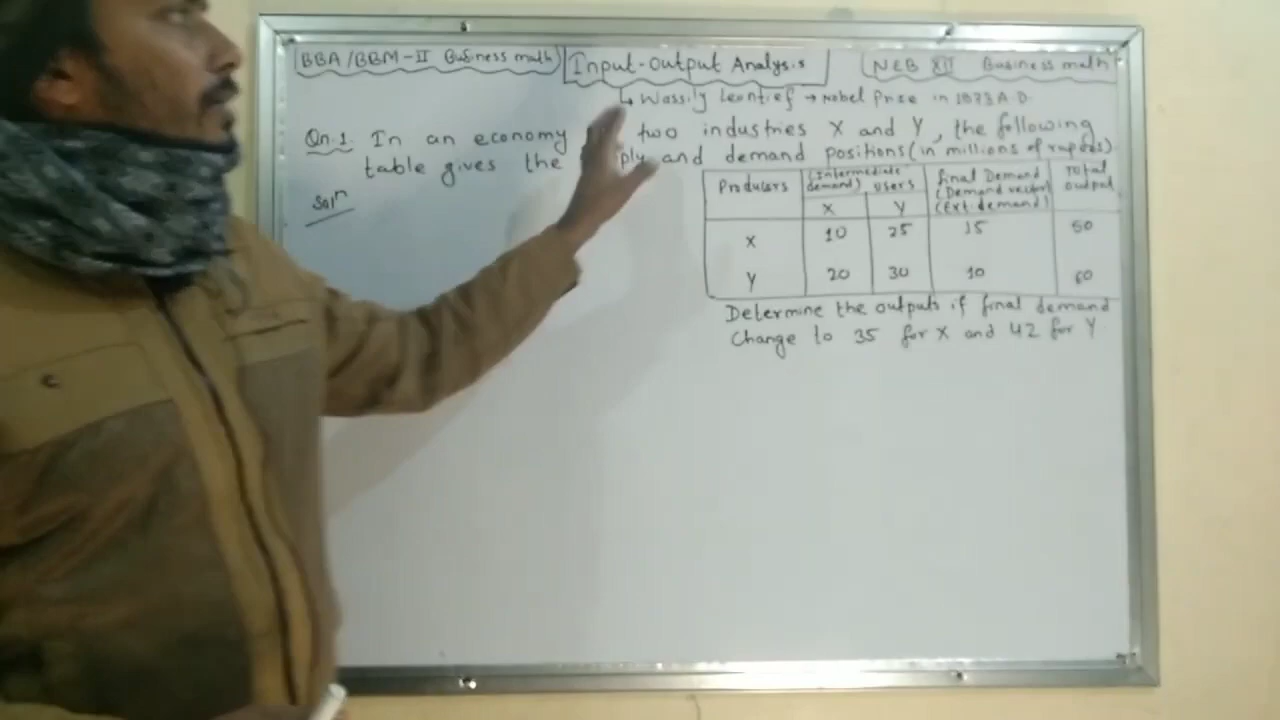 BBA/BBM-II Business math
Input-Output Analysis
NEB XII Business math
↳ Wassily Leontief → Nobel Prize in 1973 A.D.
Qn.1. In an economy two industries X and Y, the following
table gives the and demand positions (in millions of rupees)
Solⁿ
Producers (Intermediate demand) users Final Demand (Demand vector) (Ext. demand) Total output
X Y
X 10 25 15 50
Y 20 30 10 60
Determine the outputs if final demand
Change to 35 for X and 42 for Y.